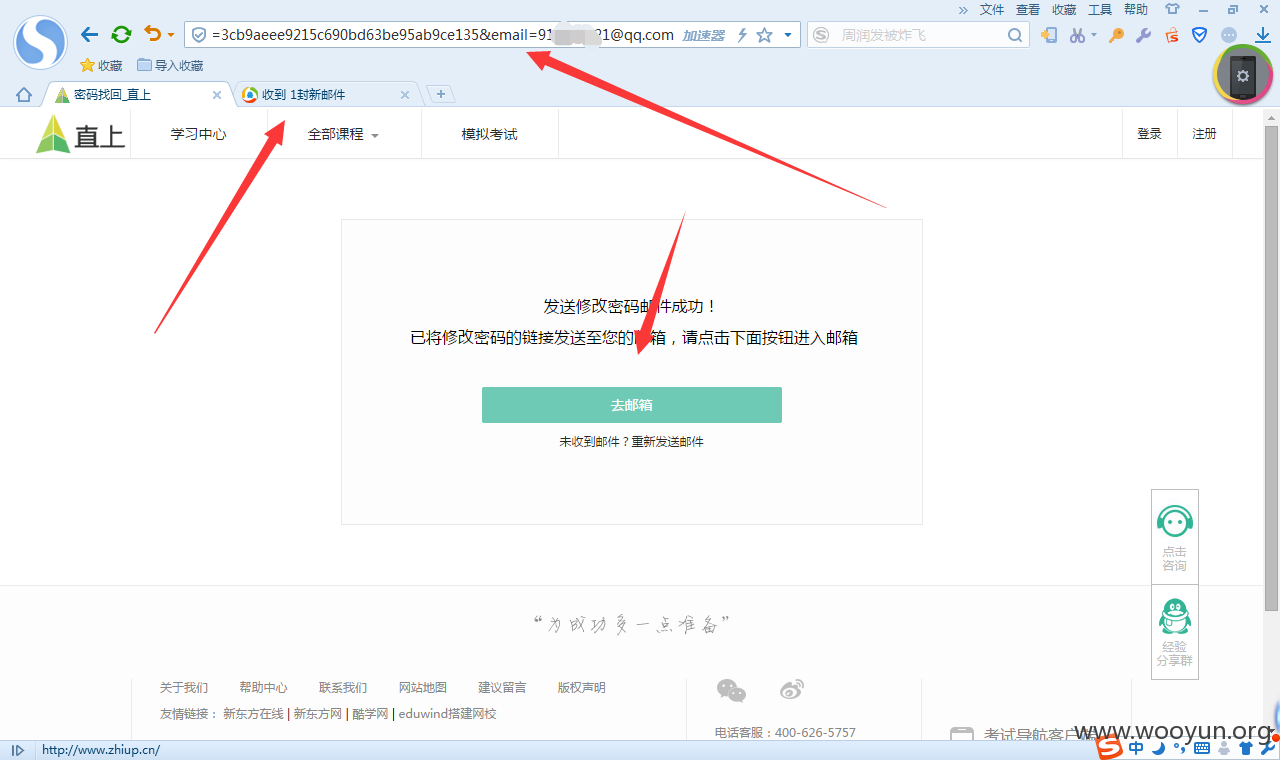 » 文件 查看 收藏 工具 帮助
=3cb9aeee9215c690bd63be95ab9ce135&email=91 21@qq.com 加速器
周润发被炸飞
收藏 导入收藏
密码找回_直上 收到 1封新邮件
直上 学习中心 全部课程 模拟考试 登录 注册
发送修改密码邮件成功！
已将修改密码的链接发送至您的 箱，请点击下面按钮进入邮箱
去邮箱
未收到邮件？重新发送邮件
点击
咨询
经验
分享群
“为成功多一点准备”
关于我们 帮助中心 联系我们 网站地图 建议留言 版权声明
友情链接： 新东方在线 | 新东方网 | 酷学网 | eduwind搭建网校
电话客服：400-626-5757
考试导航客户端
www.wooyun.org
http://www.zhiup.cn/
中